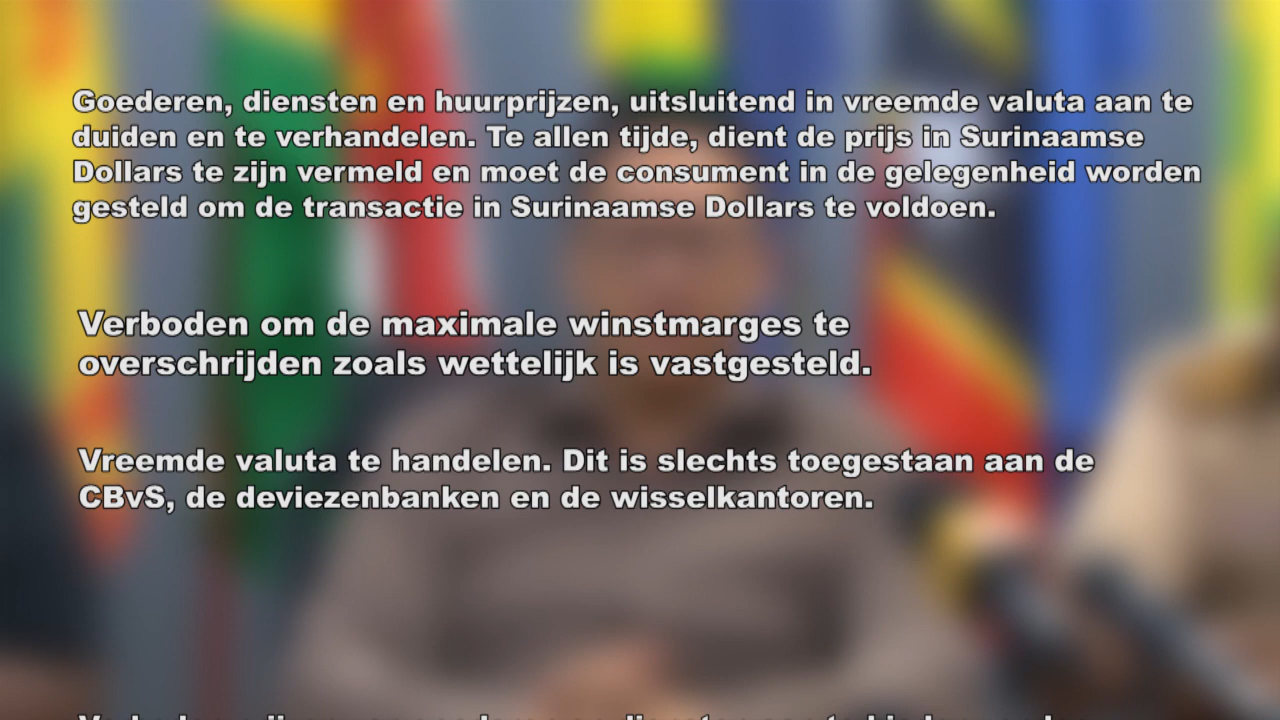 Goederen, diensten en huurprijzen, uitsluitend in vreemde valuta aan te
duiden en te verhandelen. Te allen tijde, dient de prijs in Surinaamse
Dollars te zijn vermeld en moet de consument in de gelegenheid worden
gesteld om de transactie in Surinaamse Dollars te voldoen.
Verboden om de maximale winstmarges te
overschrijden zoals wettelijk is vastgesteld.
Vreemde valuta te handelen. Dit is slechts toegestaan aan de
CBvS, de deviezenbanken en de wisselkantoren.